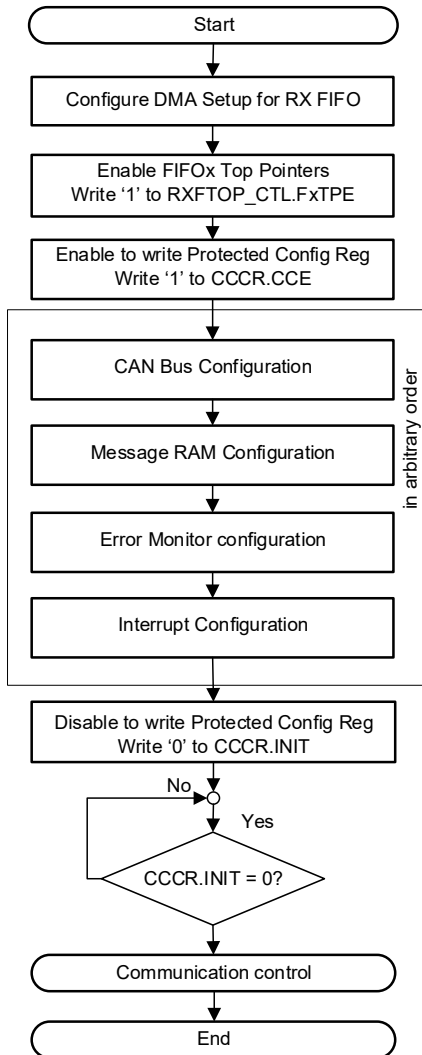 Start
Configure DMA Setup for RX FIFO
Enable FIFOx Top Pointers
Write ‘1’ to RXFTOP_CTL.FxTPE
Enable to write Protected Config Reg
Write ‘1’ to CCCR.CCE
in arbitrary order
CAN Bus Configuration
Message RAM Configuration
Error Monitor configuration
Interrupt Configuration
Disable to write Protected Config Reg
Write ‘0’ to CCCR.INIT
No
Yes
CCCR.INIT = 0?
Communication control
End